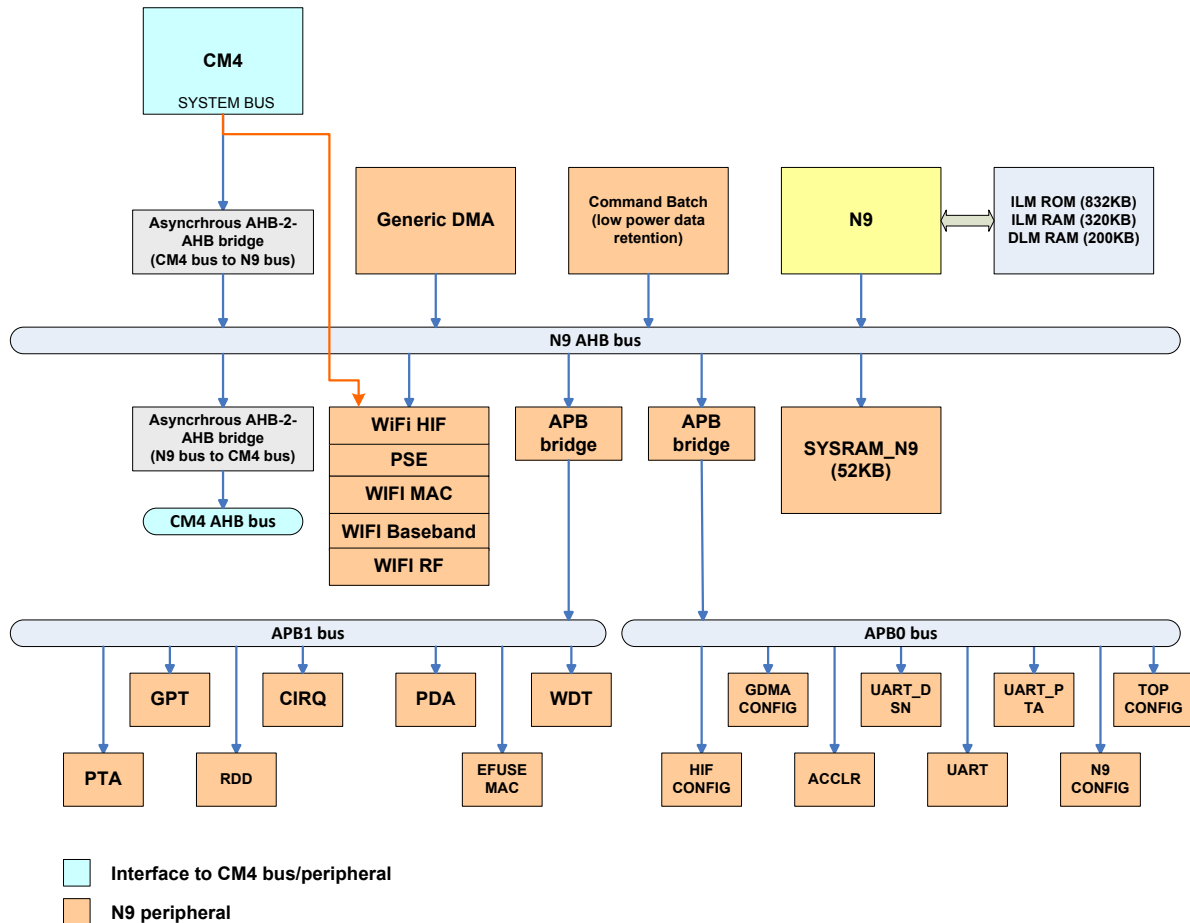 CM4
SYSTEM BUS
Asyncrhrous AHB-2-
AHB bridge
(CM4 bus to N9 bus)
Generic DMA
Command Batch
(low power data
retention)
N9
ILM ROM (832KB)
ILM RAM (320KB)
DLM RAM (200KB)
N9 AHB bus
Asyncrhrous AHB-2-
AHB bridge
(N9 bus to CM4 bus)
CM4 AHB bus
WiFi HIF
PSE
WIFI MAC
WIFI Baseband
WIFI RF
APB
bridge
APB
bridge
SYSRAM_N9
(52KB)
APB1 bus
APB0 bus
GPT
CIRQ
PDA
WDT
GDMA
CONFIG
UART_D
SN
UART_P
TA
TOP
CONFIG
PTA
RDD
EFUSE
MAC
HIF
CONFIG
ACCLR
UART
N9
CONFIG
Interface to CM4 bus/peripheral
N9 peripheral